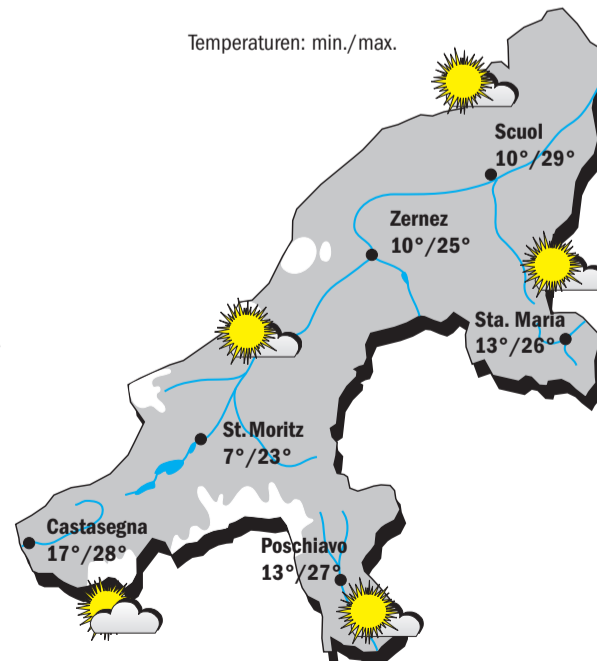 Temperaturen: min./max.
Scuol
10°/29°
Zernez
10°/25°
Sta. Maria
13°/26°
St. Moritz
7°/23°
Castasegna
17°/28°
Poschiavo
13°/27°